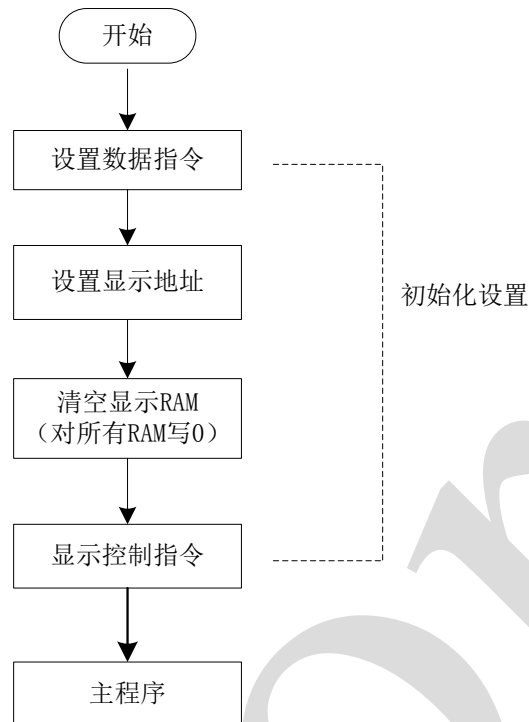 开始
设置数据指令
设置显示地址
初始化设置
清空显示RAM
（对所有RAM写0）
显示控制指令
主程序